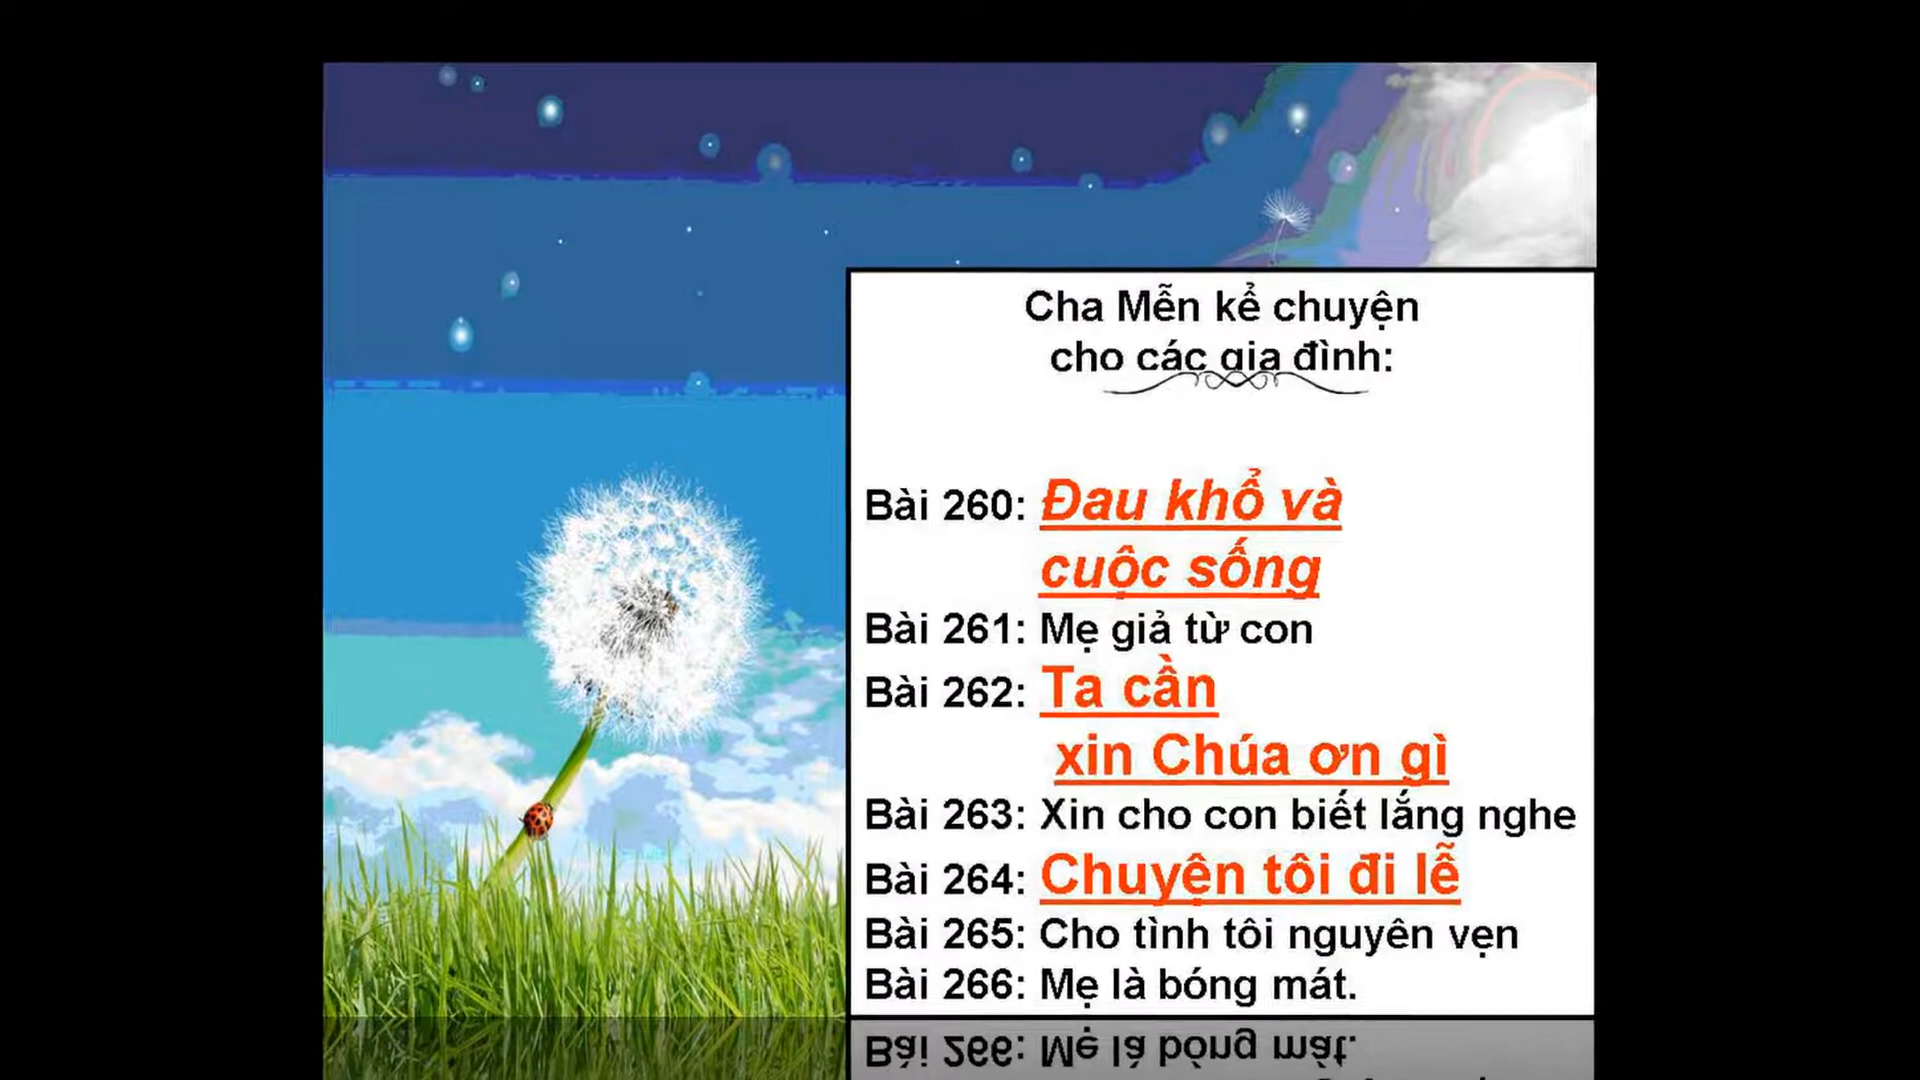 Cha Mễn kể chuyện
cho các gia đình:
Bài 260: Đau khổ và
cuộc sống
Bài 261: Mẹ giả từ con
Bài 262: Ta cần
xin Chúa ơn gì
Bài 263: Xin cho con biết lắng nghe
Bài 264: Chuyện tôi đi lễ
Bài 265: Cho tình tôi nguyên vẹn
Bài 266: Mẹ là bóng mát.